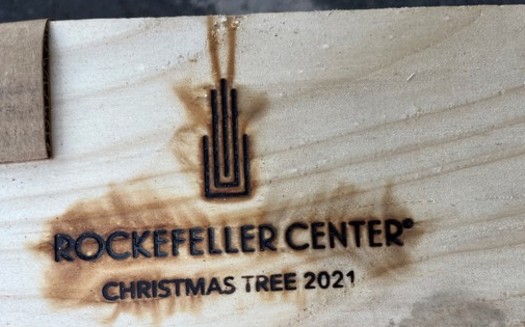 ROCKEFELLER CENTER®
CHRISTMAS TREE 2021